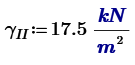 γ_II := 17.5 kN/m²